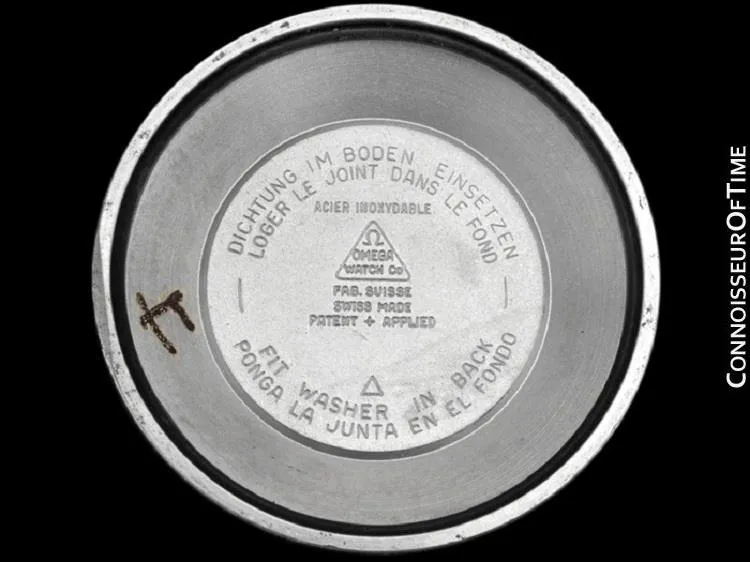 DICHTUNG IM BODEN EINSETZEN
LOGER LE JOINT DANS LE FOND
ACIER INOXYDABLE
Ω
OMEGA
WATCH Co
FAB. SUISSE
SWISS MADE
PATENT + APPLIED
FIT WASHER IN BACK
PONGA LA JUNTA EN EL FONDO
CONNOISSEUROFTIME